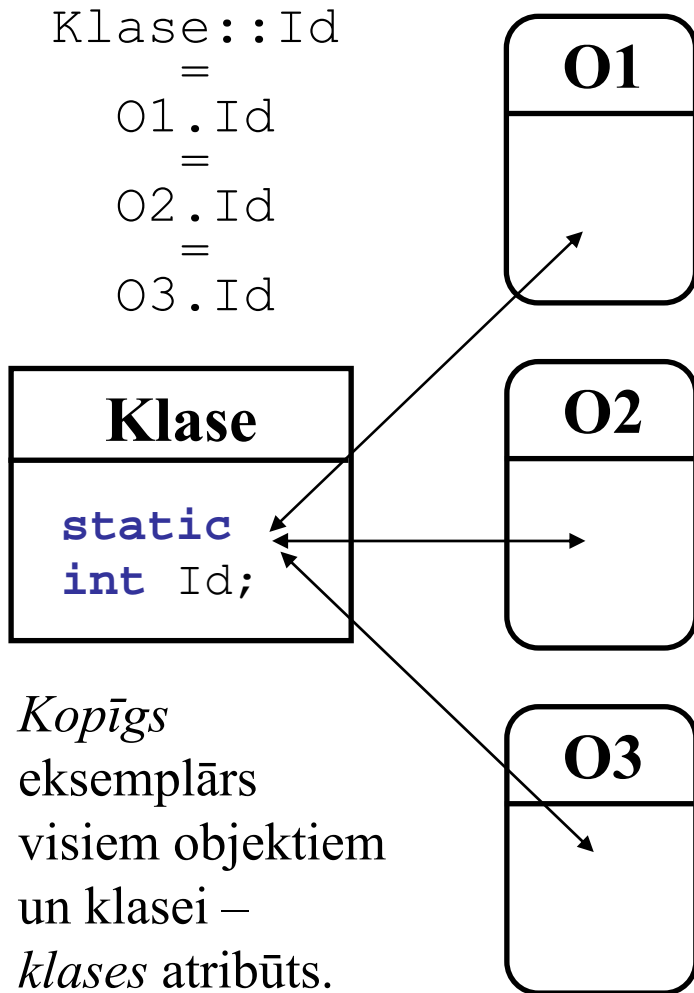 Klase::Id
=
O1.Id
=
O2.Id
=
O3.Id
O1
Klase
static
int Id;
O2
O3
Kopīgs
eksemplārs
visiem objektiem
un klasei –
klases atribūts.